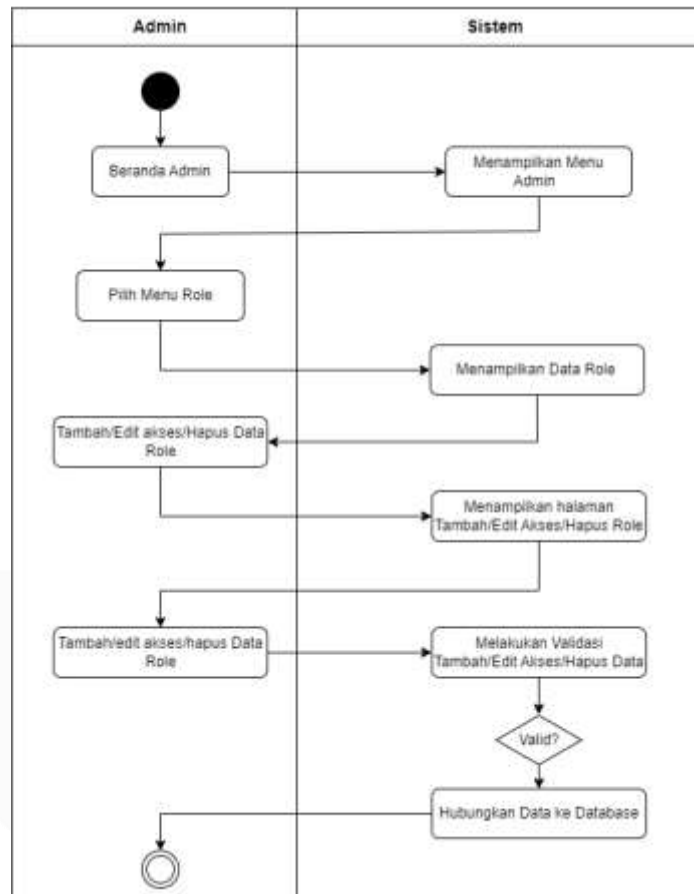 Admin
Sistem
Beranda Admin
Menampilkan Menu
Admin
Pilih Menu Role
Menampilkan Data Role
Tambah/Edit akses/Hapus Data
Role
Menampilkan halaman
Tambah/Edit Akses/Hapus Role
Tambah/edit akses/hapus Data
Role
Melakukan Validasi
Tambah/Edit Akses/Hapus Data
Valid?
Hubungkan Data ke Database